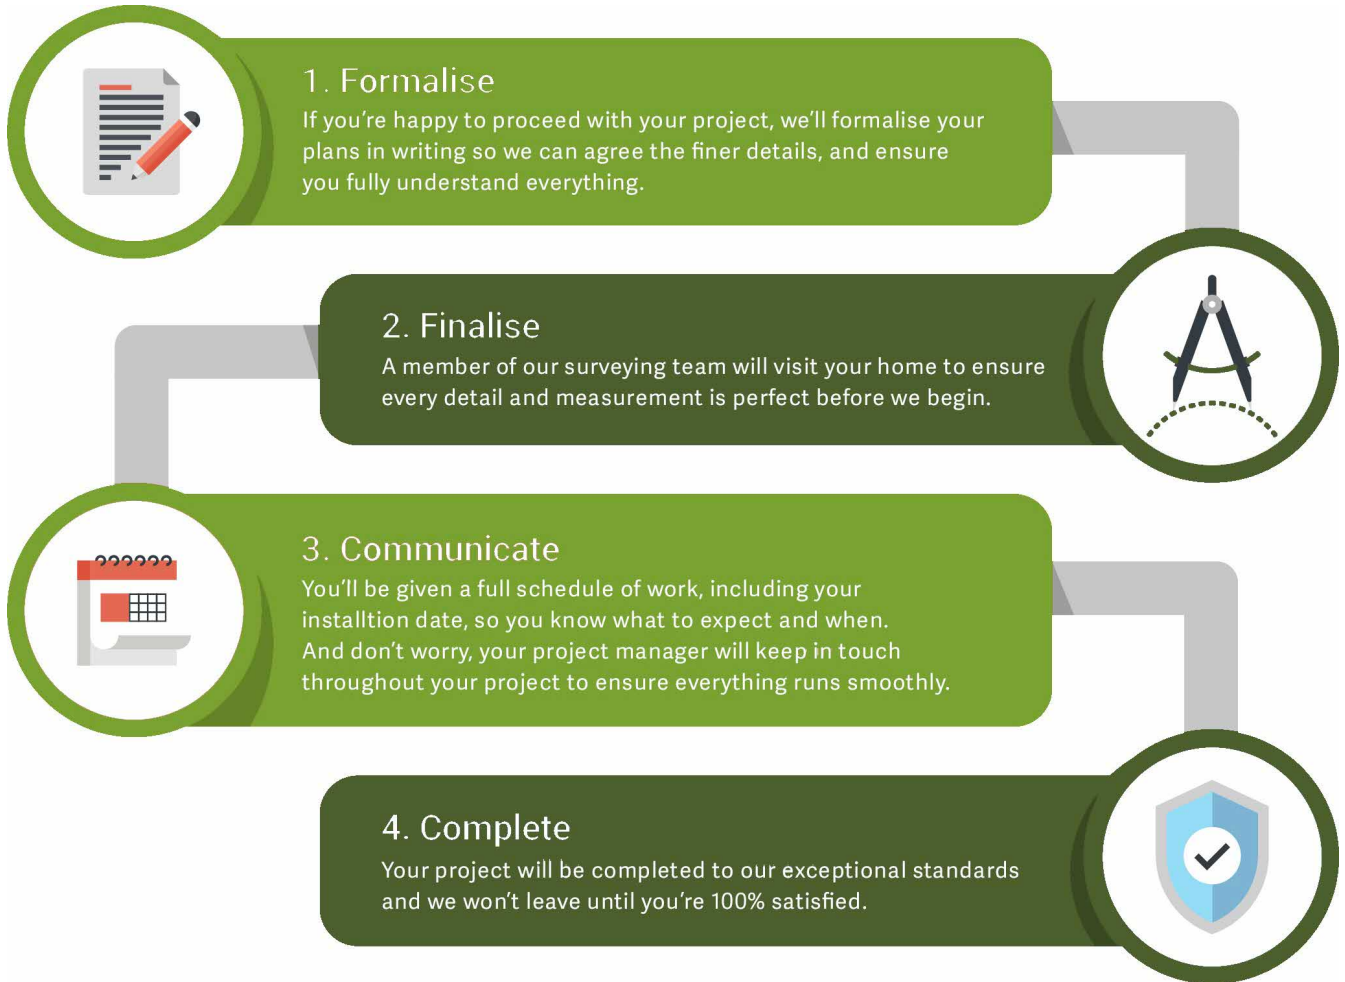 1. Formalise
If you’re happy to proceed with your project, we’ll formalise your
plans in writing so we can agree the finer details, and ensure
you fully understand everything.
2. Finalise
A member of our surveying team will visit your home to ensure
every detail and measurement is perfect before we begin.
3. Communicate
You’ll be given a full schedule of work, including your
installtion date, so you know what to expect and when.
And don’t worry, your project manager will keep in touch
throughout your project to ensure everything runs smoothly.
4. Complete
Your project will be completed to our exceptional standards
and we won’t leave until you’re 100% satisfied.